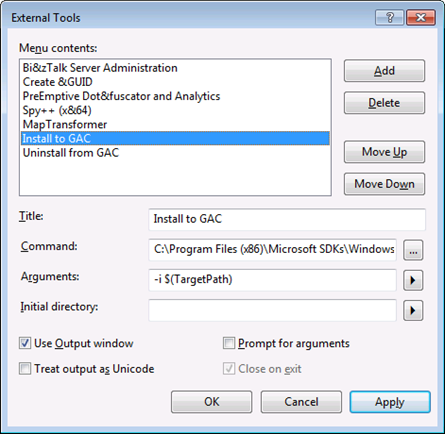 External Tools
Menu contents:
Bi&zTalk Server Administration
Create &GUID
PreEmptive Dot&fuscator and Analytics
Spy++ (x&64)
MapTransformer
Install to GAC
Uninstall from GAC
Add
Delete
Move Up
Move Down
Title:
Install to GAC
Command:
C:\Program Files (x86)\Microsoft SDKs\Windows
...
Arguments:
-i $(TargetPath)
Initial directory:
Use Output window
Prompt for arguments
Treat output as Unicode
Close on exit
OK
Cancel
Apply